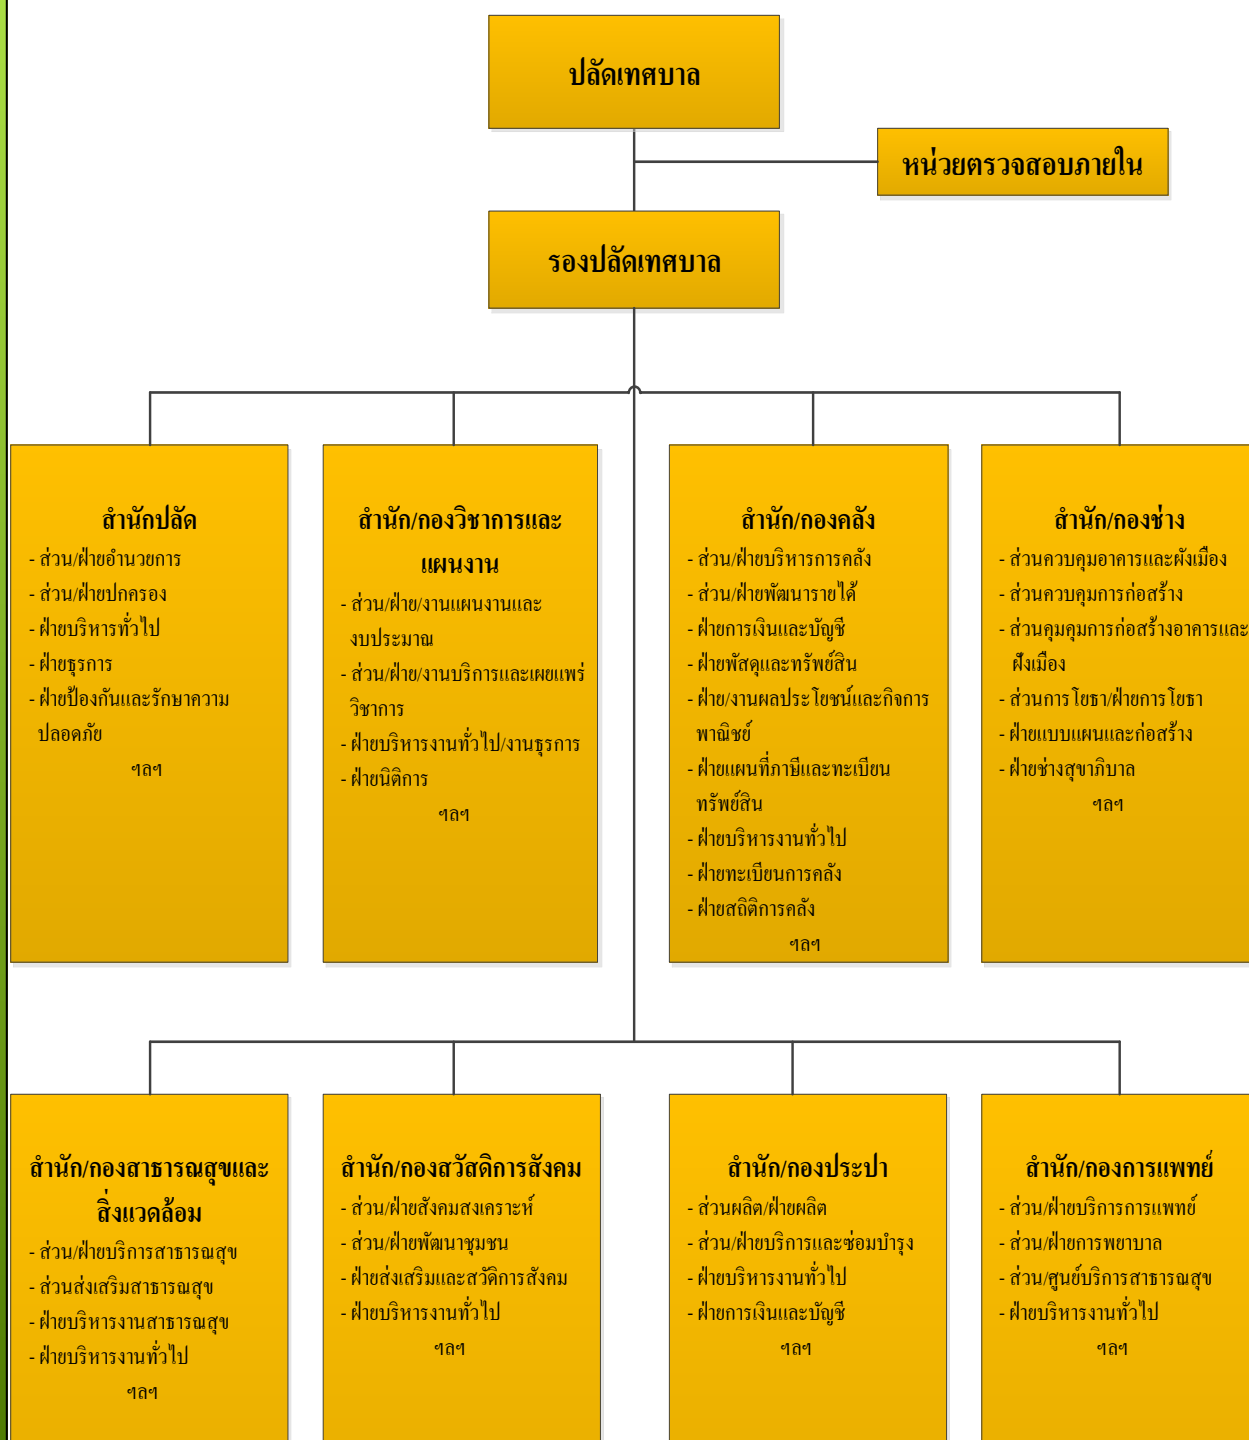 ปลัดเทศบาล
หน่วยตรวจสอบภายใน
รองปลัดเทศบาล
สำนักปลัด
- ส่วน/ฝ่ายอำนวยการ
- ส่วน/ฝ่ายปกครอง
- ฝ่ายบริหารทั่วไป
- ฝ่ายธุรการ
- ฝ่ายป้องกันและรักษาความ
ปลอดภัย
ฯลฯ
สำนัก/กองวิชาการและ
แผนงาน
- ส่วน/ฝ่าย/งานแผนงานและ
งบประมาณ
- ส่วน/ฝ่าย/งานบริการและเผยแพร่
วิชาการ
- ฝ่ายบริหารงานทั่วไป/งานธุรการ
- ฝ่ายนิติการ
ฯลฯ
สำนัก/กองคลัง
- ส่วน/ฝ่ายบริหารการคลัง
- ส่วน/ฝ่ายพัฒนารายได้
- ฝ่ายการเงินและบัญชี
- ฝ่ายพัสดุและทรัพย์สิน
- ฝ่าย/งานผลประโยชน์และกิจการ
พาณิชย์
- ฝ่ายแผนที่ภาษีและทะเบียน
ทรัพย์สิน
- ฝ่ายบริหารงานทั่วไป
- ฝ่ายทะเบียนการคลัง
- ฝ่ายสถิติการคลัง
ฯลฯ
สำนัก/กองช่าง
- ส่วนควบคุมอาคารและผังเมือง
- ส่วนควบคุมการก่อสร้าง
- ส่วนคุมคุมการก่อสร้างอาคารและ
ฝังเมือง
- ส่วนการโยธา/ฝ่ายการโยธา
- ฝ่ายแบบแผนและก่อสร้าง
- ฝ่ายช่างสุขาภิบาล
ฯลฯ
สำนัก/กองสาธารณสุขและ
สิ่งแวดล้อม
- ส่วน/ฝ่ายบริการสาธารณสุข
- ส่วนส่งเสริมสาธารณสุข
- ฝ่ายบริหารงานสาธารณสุข
- ฝ่ายบริหารงานทั่วไป
ฯลฯ
สำนัก/กองสวัสดิการสังคม
- ส่วน/ฝ่ายสังคมสงเคราะห์
- ส่วน/ฝ่ายพัฒนาชุมชน
- ฝ่ายส่งเสริมและสวัดิการสังคม
- ฝ่ายบริหารงานทั่วไป
ฯลฯ
สำนัก/กองประปา
- ส่วนผลิต/ฝ่ายผลิต
- ส่วน/ฝ่ายบริการและซ่อมบำรุง
- ฝ่ายบริหารงานทั่วไป
- ฝ่ายการเงินและบัญชี
ฯลฯ
สำนัก/กองการแพทย์
- ส่วน/ฝ่ายบริการการแพทย์
- ส่วน/ฝ่ายการพยาบาล
- ส่วน/ศูนย์บริการสาธารณสุข
- ฝ่ายบริหารงานทั่วไป
ฯลฯ